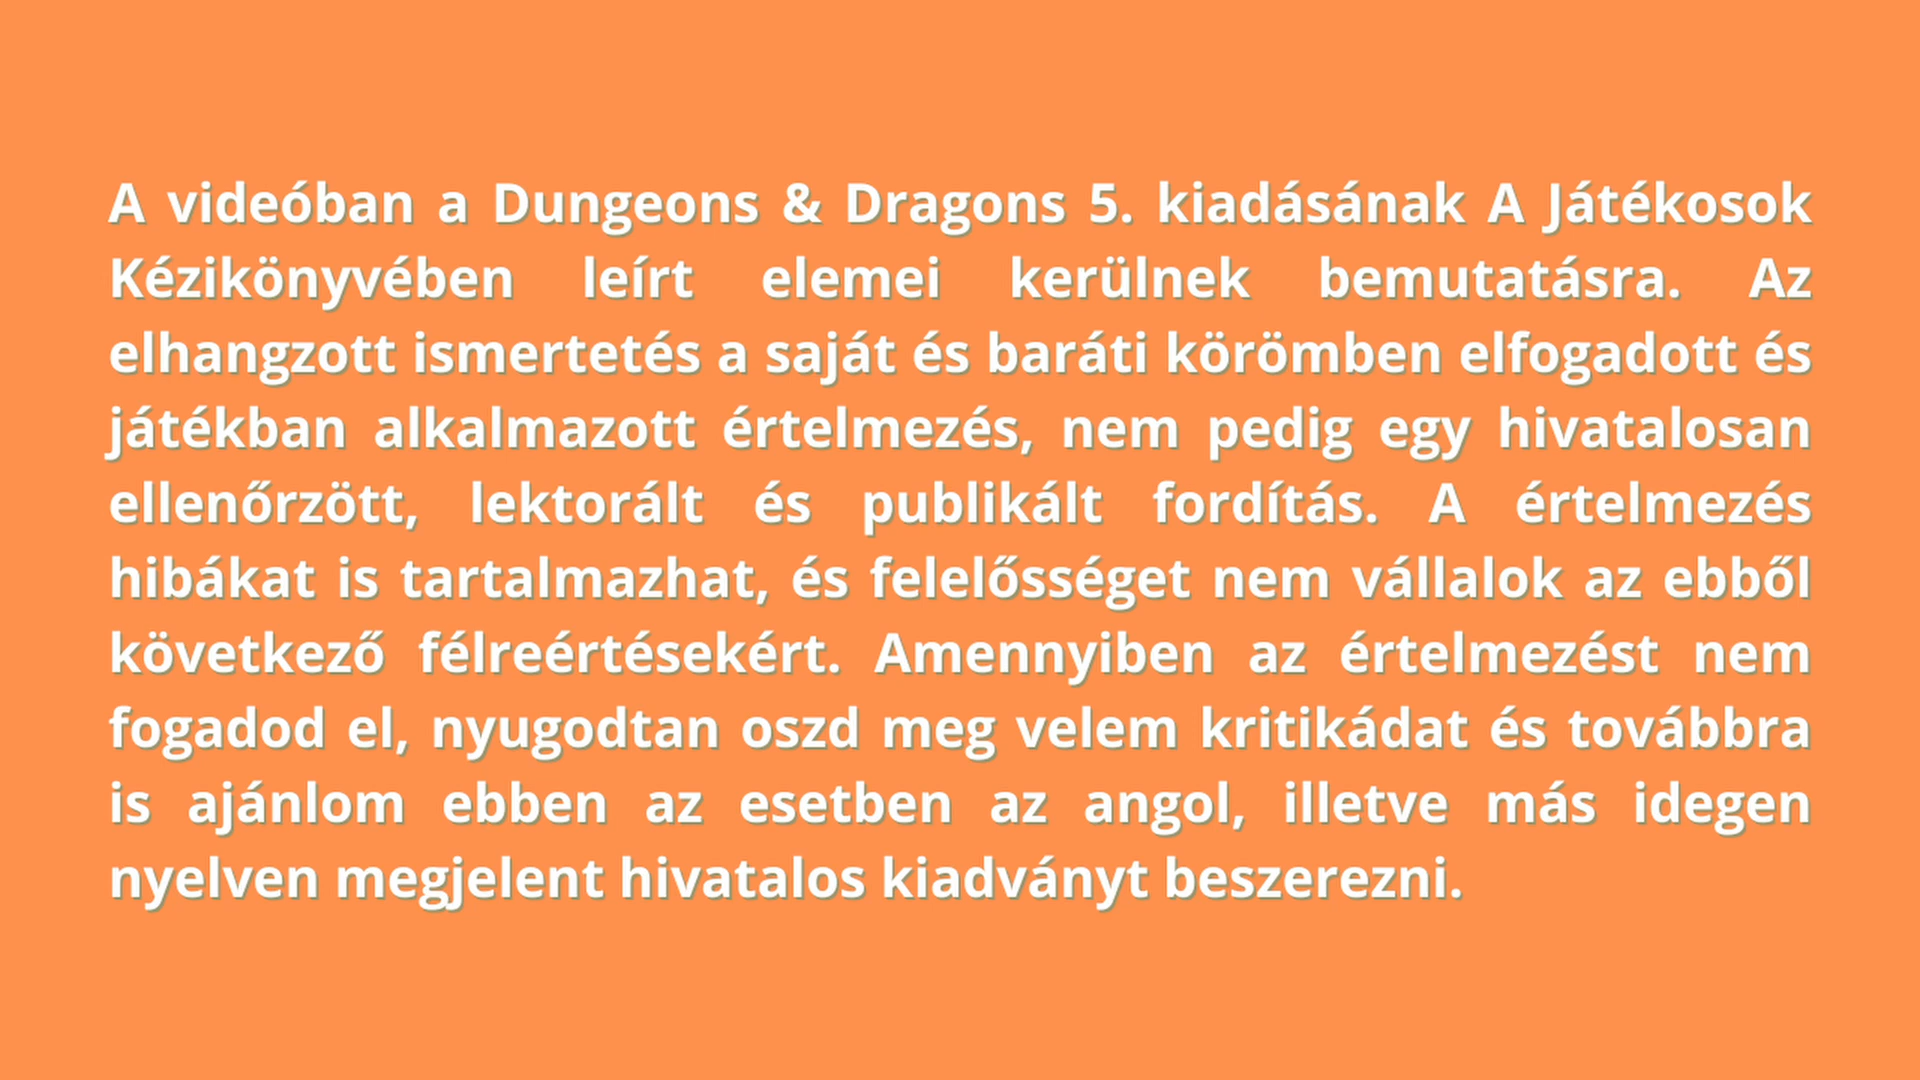 A videóban a Dungeons & Dragons 5. kiadásának A Játékosok
Kézikönyvében leírt elemei kerülnek bemutatásra. Az
elhangzott ismertetés a saját és baráti körömben elfogadott és
játékban alkalmazott értelmezés, nem pedig egy hivatalosan
ellenőrzött, lektorált és publikált fordítás. A értelmezés
hibákat is tartalmazhat, és felelősséget nem vállalok az ebből
következő félreértésekért. Amennyiben az értelmezést nem
fogadod el, nyugodtan oszd meg velem kritikádat és továbbra
is ajánlom ebben az esetben az angol, illetve más idegen
nyelven megjelent hivatalos kiadványt beszerezni.